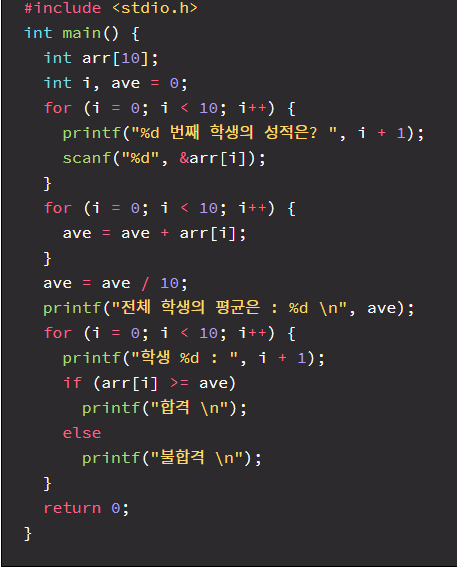 #include <stdio.h>
int main() {
  int arr[10];
  int i, ave = 0;
  for (i = 0; i < 10; i++) {
    printf("%d 번째 학생의 성적은? ", i + 1);
    scanf("%d", &arr[i]);
  }
  for (i = 0; i < 10; i++) {
    ave = ave + arr[i];
  }
  ave = ave / 10;
  printf("전체 학생의 평균은 : %d \n", ave);
  for (i = 0; i < 10; i++) {
    printf("학생 %d : ", i + 1);
    if (arr[i] >= ave)
      printf("합격 \n");
    else
      printf("불합격 \n");
  }
  return 0;
}